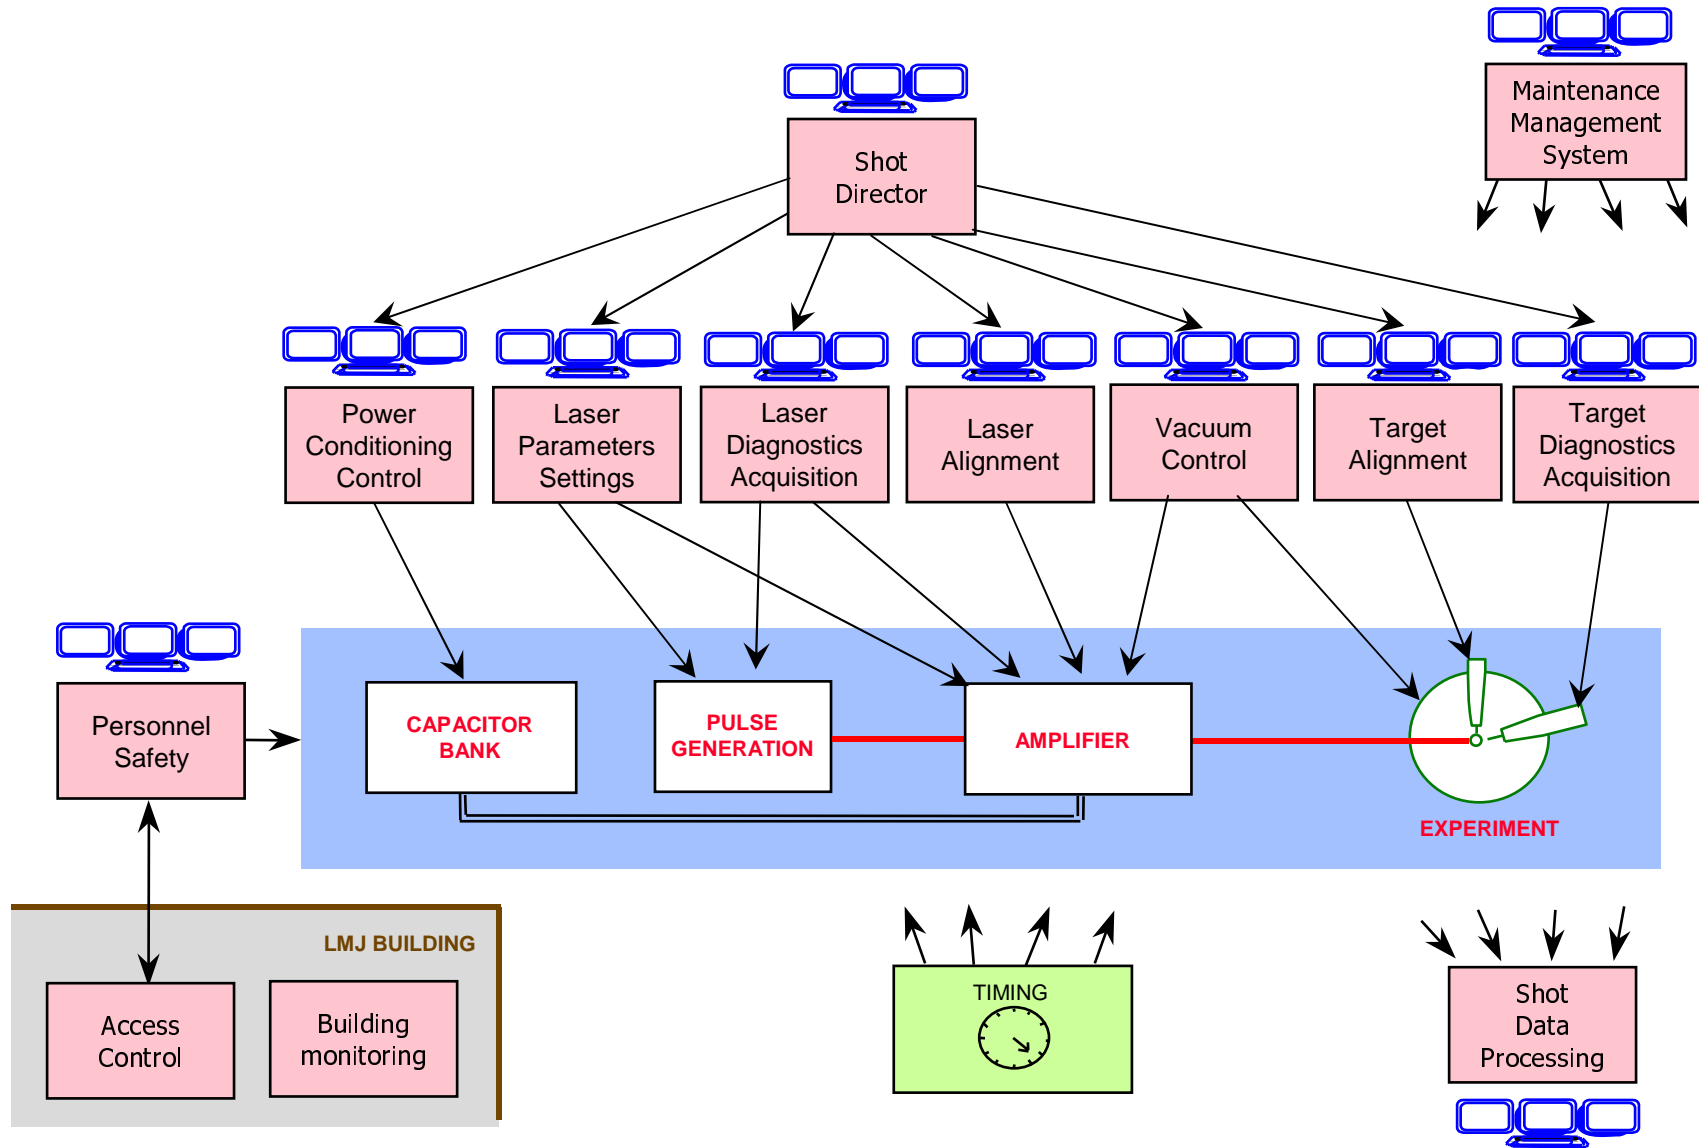 Maintenance
Management
System
Shot
Director
Power
Conditioning
Control
Laser
Parameters
Settings
Laser
Diagnostics
Acquisition
Laser
Alignment
Vacuum
Control
Target
Alignment
Target
Diagnostics
Acquisition
Personnel
Safety
CAPACITOR
BANK
PULSE
GENERATION
AMPLIFIER
EXPERIMENT
LMJ BUILDING
Access
Control
Building
monitoring
TIMING
Shot
Data
Processing